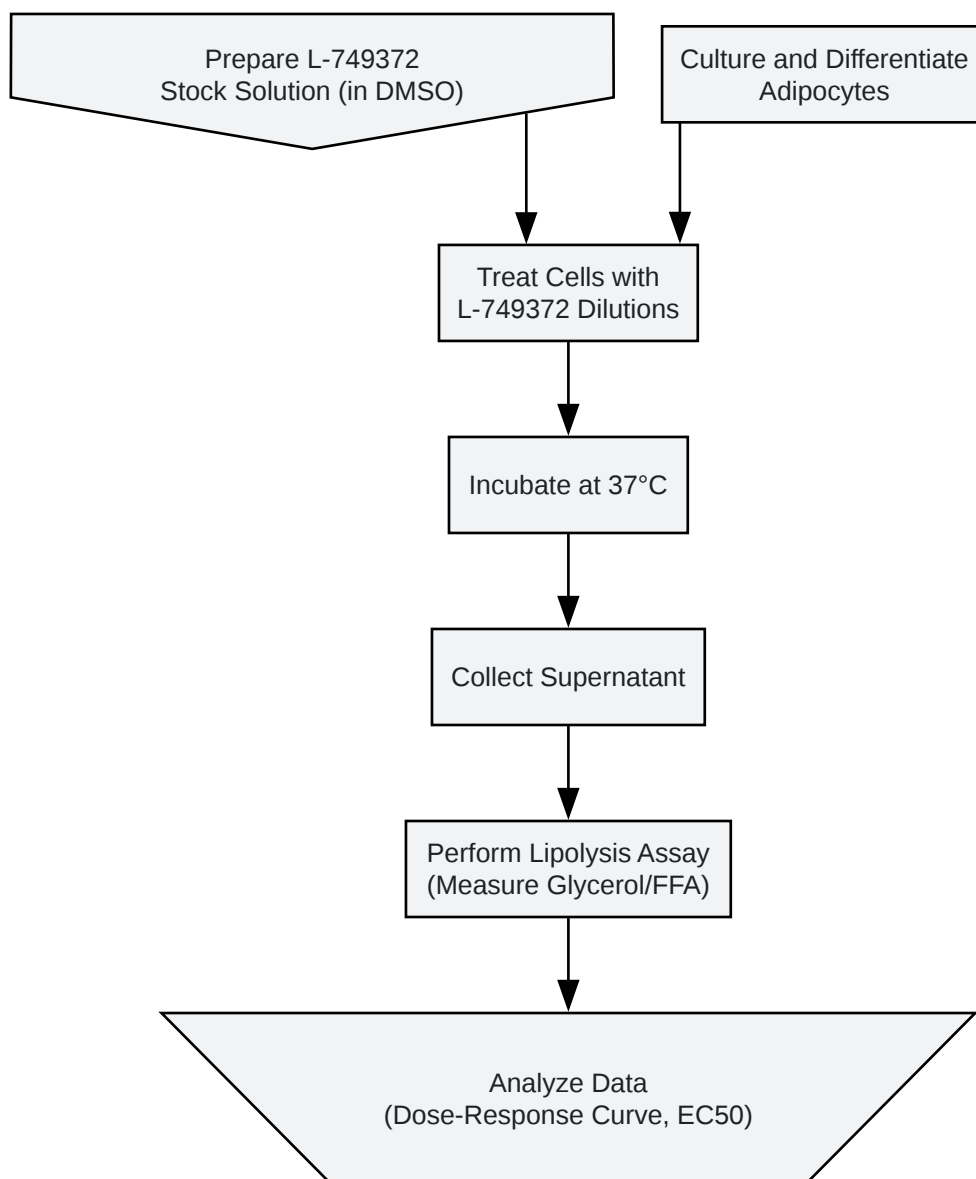 Prepare L-749372
Stock Solution (in DMSO)
Culture and Differentiate
Adipocytes
Treat Cells with
L-749372 Dilutions
Incubate at 37°C
Collect Supernatant
Perform Lipolysis Assay
(Measure Glycerol/FFA)
Analyze Data
(Dose-Response Curve, EC50)